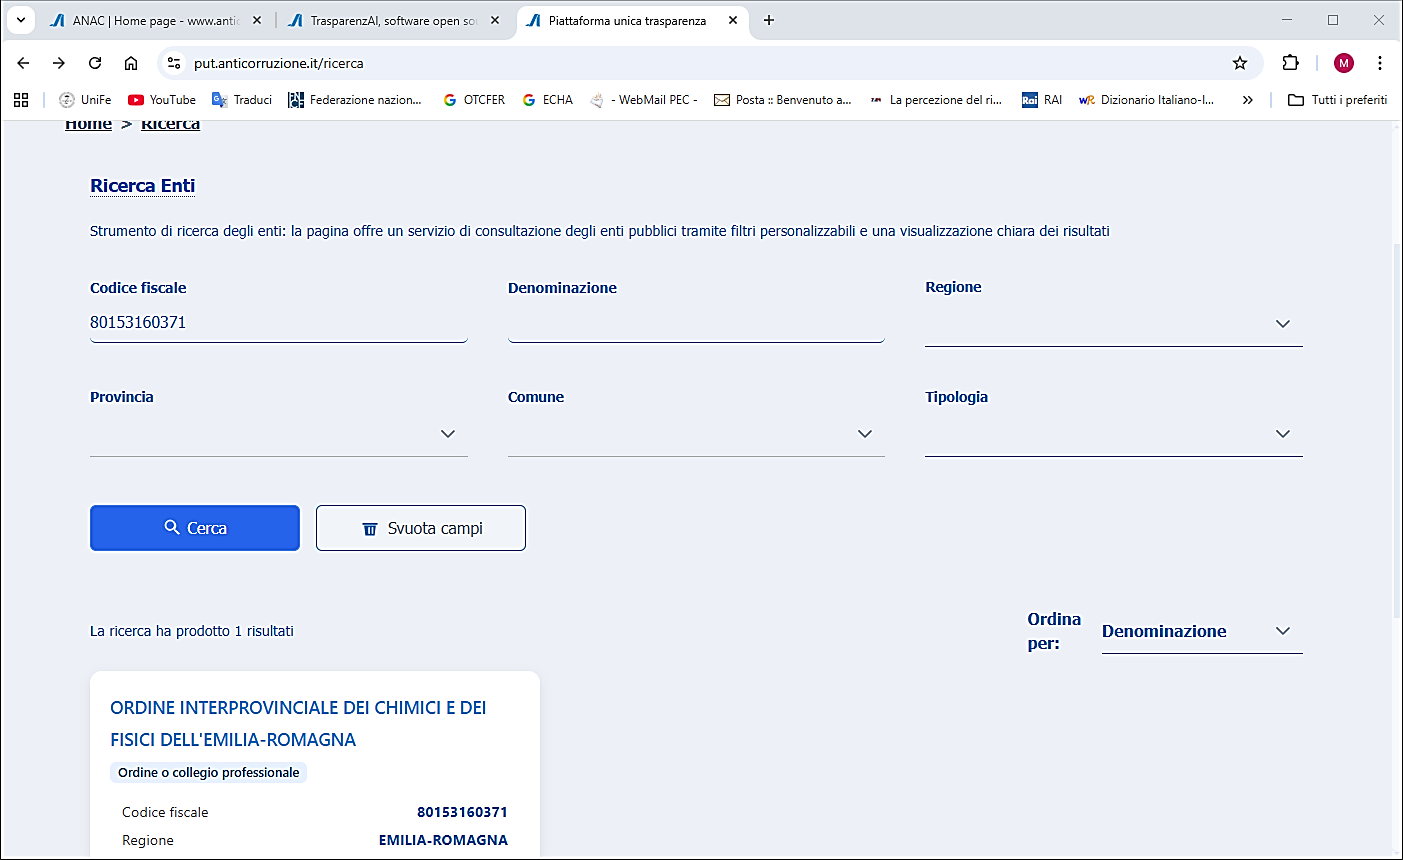 ANAC | Home page - www.antic
TrasparenzAI, software open sou
Piattaforma unica trasparenza
put.anticorruzione.it/ricerca
M
UniFe
YouTube
Traduci
Federazione nazion...
OTCFER
ECHA
- WebMail PEC -
Posta :: Benvenuto a...
La percezione del ri...
Rai RAI
WR Dizionario Italiano-I...
Tutti i preferiti
Home > Ricerca
Ricerca Enti
Strumento di ricerca degli enti: la pagina offre un servizio di consultazione degli enti pubblici tramite filtri personalizzabili e una visualizzazione chiara dei risultati
Codice fiscale
Denominazione
Regione
80153160371
Provincia
Comune
Tipologia
Cerca
Svuota campi
La ricerca ha prodotto 1 risultati
Ordina
per:
Denominazione
ORDINE INTERPROVINCIALE DEI CHIMICI E DEI
FISICI DELL'EMILIA-ROMAGNA
Ordine o collegio professionale
Codice fiscale 80153160371
Regione EMILIA-ROMAGNA